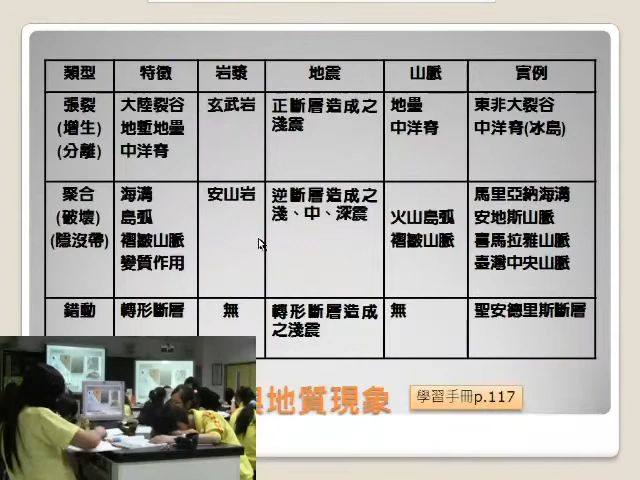 類型 特徵 岩漿 地震 山脈 實例
張裂 大陸裂谷 玄武岩 正斷層造成之 地壘 東非大裂谷
(增生) 地塹地壘 淺震 中洋脊 中洋脊(冰島)
(分離) 中洋脊
聚合 海溝 安山岩 逆斷層造成之 馬里亞納海溝
(破壞) 島弧 淺、中、深震 火山島弧 安地斯山脈
(隱沒帶) 褶皺山脈 褶皺山脈 喜馬拉雅山脈
變質作用 臺灣中央山脈
錯動 轉形斷層 無 轉形斷層造成 無 聖安德里斯斷層
之淺震
地質現象 學習手冊p.117